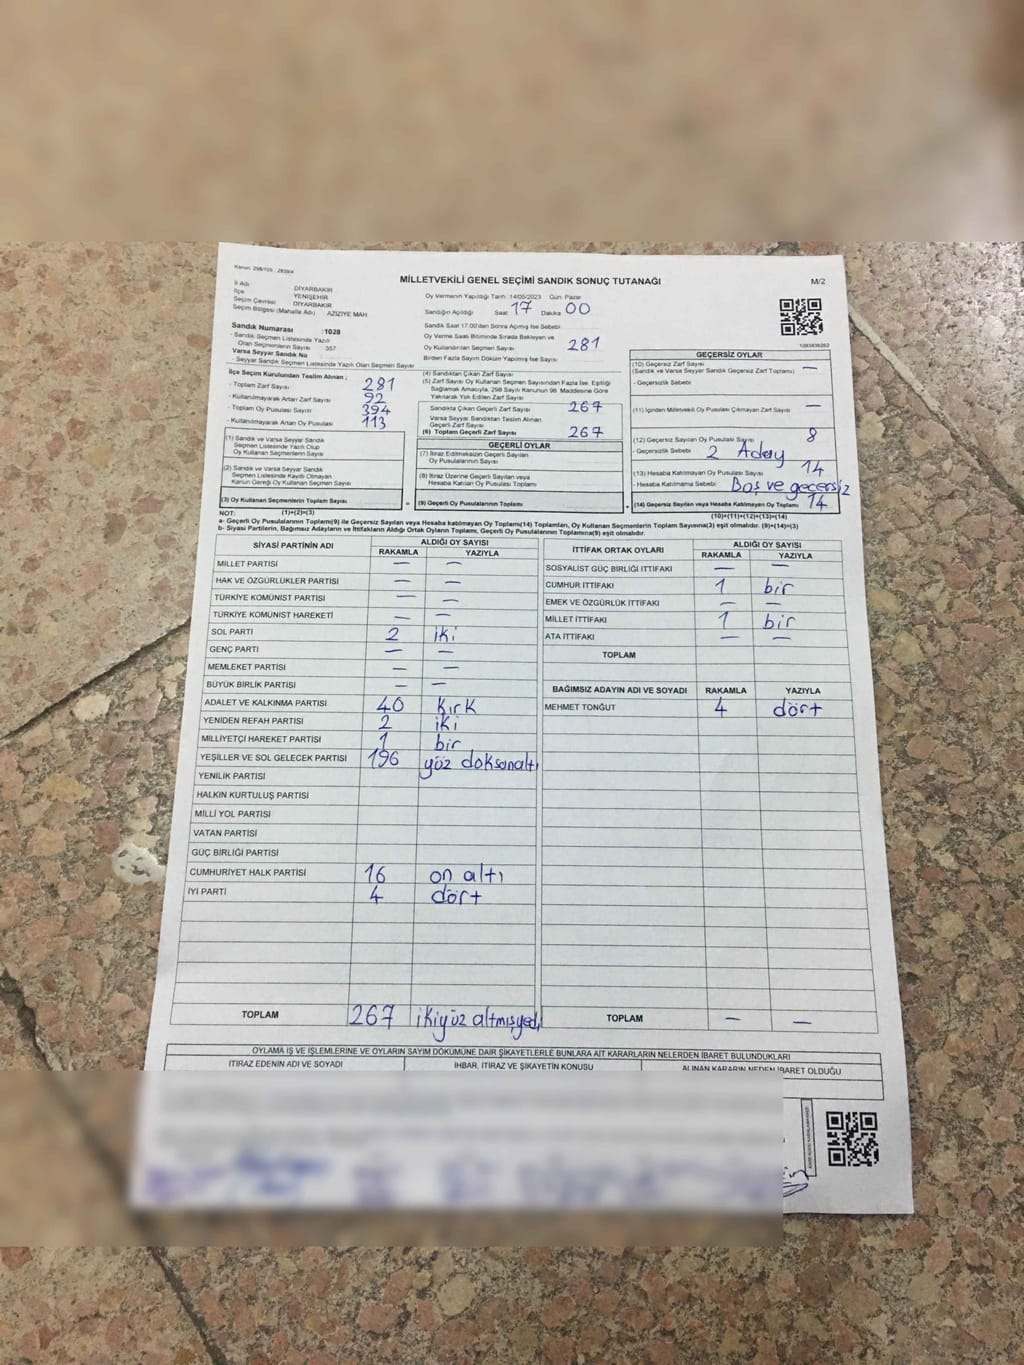 Kanun: 298/105 ; 2839/4
MİLLETVEKİLİ GENEL SEÇİMİ SANDIK SONUÇ TUTANAĞI
M/2
İl Adı DİYARBAKIR
İlçe YENİŞEHİR
Seçim Çevresi DİYARBAKIR
Seçim Bölgesi (Mahalle Adı) : AZİZİYE MAH
Sandık Numarası :1028
- Sandık Seçmen Listesinde Yazılı
Olan Seçmenlerin Sayısı : 357
Varsa Seyyar Sandık No
- Seyyar Sandık Seçmen Listesinde Yazılı Olan Seçmen Sayısı
Oy Vermenin Yapıldığı Tarih: 14/05/2023 Gün: Pazar
Sandığın Açıldığı Saat 17 Dakika 00
Sandık Saat 17.00'den Sonra Açılmış İse Sebebi
Oy Verme Saati Bitiminde Sırada Bekleyen ve
Oy Kullandırılan Seçmen Sayısı 281
Birden Fazla Sayım Döküm Yapılmış İse Sayısı
İlçe Seçim Kurulundan Teslim Alınan ;
- Toplam Zarf Sayısı 281
- Kullanılmayarak Artan Zarf Sayısı 92
- Toplam Oy Pusulası Sayısı 394
- Kullanılmayarak Artan Oy Pusulası 113
(1) Sandık ve Varsa Seyyar Sandık
Seçmen Listesinde Yazılı Olup
Oy Kullanan Seçmenlerin Sayısı
(2) Sandık ve Varsa Seyyar Sandık
Seçmen Listesinde Kayıtlı Olmayan
Kanun Gereği Oy Kullanan Seçmen Sayısı
(3) Oy Kullanan Seçmenlerin Toplam Sayısı
(1)+(2)=(3)
(4) Sandıktan Çıkan Zarf Sayısı
(5) Zarf Sayısı Oy Kullanan Seçmen Sayısından Fazla İse, Eşitliği
Sağlamak Amacıyla, 298 Sayılı Kanunun 98. Maddesine Göre
Yakılarak Yok Edilen Zarf Sayısı
Sandıkta Çıkan Geçerli Zarf Sayısı 267
Varsa Seyyar Sandıktan Teslim Alınan
Geçerli Zarf Sayısı
(6) Toplam Geçerli Zarf Sayısı 267
GEÇERLİ OYLAR
(7) İtiraz Edilmeksizin Geçerli Sayılan
Oy Pusulalarının Sayısı
(8) İtiraz Üzerine Geçerli Sayılan veya
Hesaba Katılan Oy Pusulası Toplamı
= (9) Geçerli Oy Pusulalarının Toplamı
GEÇERSİZ OYLAR
(10) Geçersiz Zarf Sayısı
(Sandık ve Varsa Seyyar Sandık Geçersiz Zarf Toplamı) —
- Geçersizlik Sebebi
(11) İçinden Milletvekili Oy Pusulası Çıkmayan Zarf Sayısı —
(12) Geçersiz Sayılan Oy Pusulası Sayısı 8
- Geçersizlik Sebebi 2 Aday
(13) Hesaba Katılmayan Oy Pusulası Sayısı 14
- Hesaba Katılmama Sebebi Boş ve geçersiz
+ (14) Geçersiz Sayılan veya Hesaba Katılmayan Oy Toplamı 14
(10)+(11)+(12)+(13)=(14)
NOT:
a- Geçerli Oy Pusulalarının Toplamı(9) ile Geçersiz Sayılan veya Hesaba katılmayan Oy Toplamı(14) Toplamları, Oy Kullanan Seçmenlerin Toplam Sayısına(3) eşit olmalıdır. (9)+(14)=(3)
b- Siyasi Partilerin, Bağımsız Adayların ve İttifakların Aldığı Ortak Oyların Toplamı, Geçerli Oy Pusulalarının Toplamına(9) eşit olmalıdır.
SİYASİ PARTİNİN ADI ALDIĞI OY SAYISI
RAKAMLA YAZIYLA
MİLLET PARTİSİ — —
HAK VE ÖZGÜRLÜKLER PARTİSİ — —
TÜRKİYE KOMÜNİST PARTİSİ — —
TÜRKİYE KOMÜNİST HAREKETİ — —
SOL PARTİ 2 iki
GENÇ PARTİ — —
MEMLEKET PARTİSİ — —
BÜYÜK BİRLİK PARTİSİ — —
ADALET VE KALKINMA PARTİSİ 40 Kırk
YENİDEN REFAH PARTİSİ 2 iki
MİLLİYETÇİ HAREKET PARTİSİ 1 bir
YEŞİLLER VE SOL GELECEK PARTİSİ 196 yüz doksanaltı
YENİLİK PARTİSİ
HALKIN KURTULUŞ PARTİSİ
MİLLİ YOL PARTİSİ
VATAN PARTİSİ
GÜÇ BİRLİĞİ PARTİSİ
CUMHURİYET HALK PARTİSİ 16 on altı
İYİ PARTİ 4 dört
TOPLAM 267 ikiyüz altmışyedi
İTTİFAK ORTAK OYLARI ALDIĞI OY SAYISI
RAKAMLA YAZIYLA
SOSYALİST GÜÇ BİRLİĞİ İTTİFAKI — —
CUMHUR İTTİFAKI 1 bir
EMEK VE ÖZGÜRLÜK İTTİFAKI — —
MİLLET İTTİFAKI 1 bir
ATA İTTİFAKI — —
TOPLAM
BAĞIMSIZ ADAYIN ADI VE SOYADI RAKAMLA YAZIYLA
MEHMET TONĞUT 4 dört
TOPLAM — —
OYLAMA İŞ VE İŞLEMLERİNE VE OYLARIN SAYIM DÖKÜMÜNE DAİR ŞİKAYETLERLE BUNLARA AİT KARARLARIN NELERDEN İBARET BULUNDUKLARI
İTİRAZ EDENİN ADI VE SOYADI İHBAR, İTİRAZ VE ŞİKAYETİN KONUSU ALINAN KARARIN NEDEN İBARET OLDUĞU